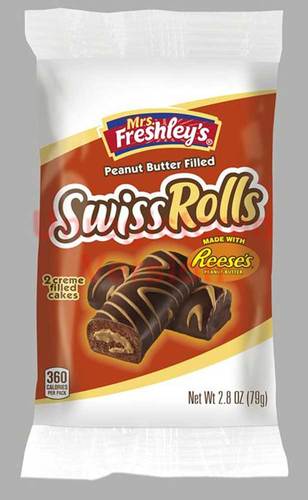 Mrs.
Freshley's®
Peanut Butter Filled
Swiss Rolls
MADE WITH
Reese's
PEANUT BUTTER
2 creme
filled
cakes
360
CALORIES
PER PACK
Net Wt 2.8 OZ (79g)